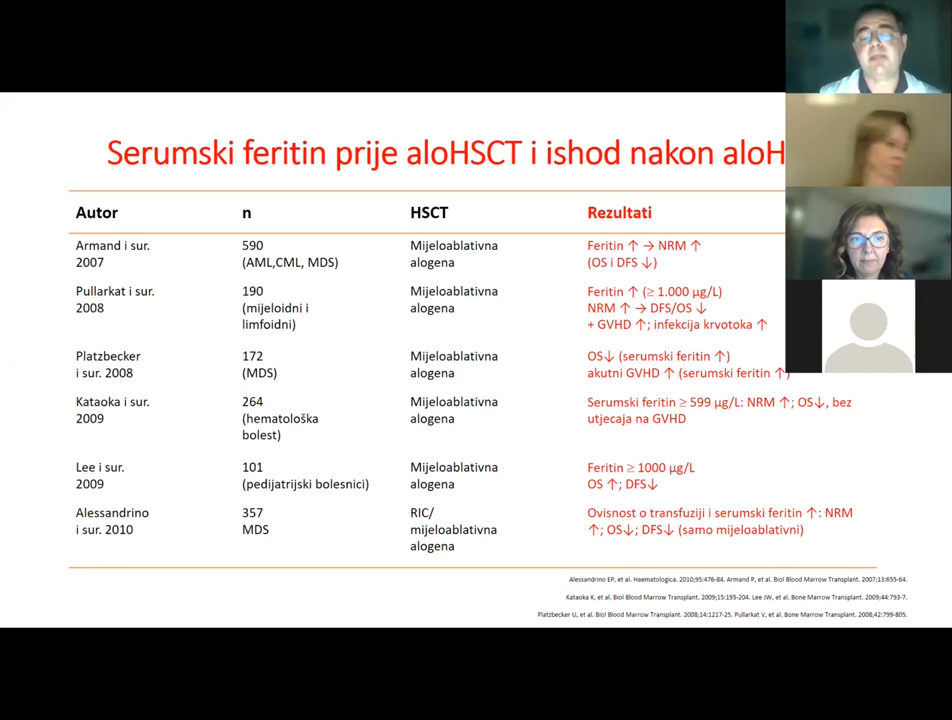 Serumski feritin prije aloHSCT i ishod nakon aloH
Autor n HSCT Rezultati
Armand i sur. 590 Mijeloablativna Feritin ↑ → NRM ↑
2007 (AML,CML, MDS) alogena (OS i DFS ↓)
Pullarkat i sur. 190 Mijeloablativna Feritin ↑ (≥ 1.000 µg/L)
2008 (mijeloidni i alogena NRM ↑ → DFS/OS ↓
limfoidni) + GVHD ↑; infekcija krvotoka ↑
Platzbecker 172 Mijeloablativna OS↓ (serumski feritin ↑)
i sur. 2008 (MDS) alogena akutni GVHD ↑ (serumski feritin ↑)
Kataoka i sur. 264 Mijeloablativna Serumski feritin ≥ 599 µg/L: NRM ↑; OS↓, bez
2009 (hematološka alogena utjecaja na GVHD
bolest)
Lee i sur. 101 Mijeloablativna Feritin ≥ 1000 µg/L
2009 (pedijatrijski bolesnici) alogena OS ↑; DFS↓
Alessandrino 357 RIC/ Ovisnost o transfuziji i serumski feritin ↑: NRM
i sur. 2010 MDS mijeloablativna ↑; OS↓; DFS↓ (samo mijeloablativni)
alogena
Alessandrino EP, et al. Haematologica. 2010;95:476-84. Armand P, et al. Biol Blood Marrow Transplant. 2007;13:655-64.
Kataoka K, et al. Biol Blood Marrow Transplant. 2009;15:195-204. Lee JW, et al. Bone Marrow Transplant. 2009;44:793-7.
Platzbecker U, et al. Biol Blood Marrow Transplant. 2008;14:1217-25. Pullarkat V, et al. Bone Marrow Transplant. 2008;42:799-805.